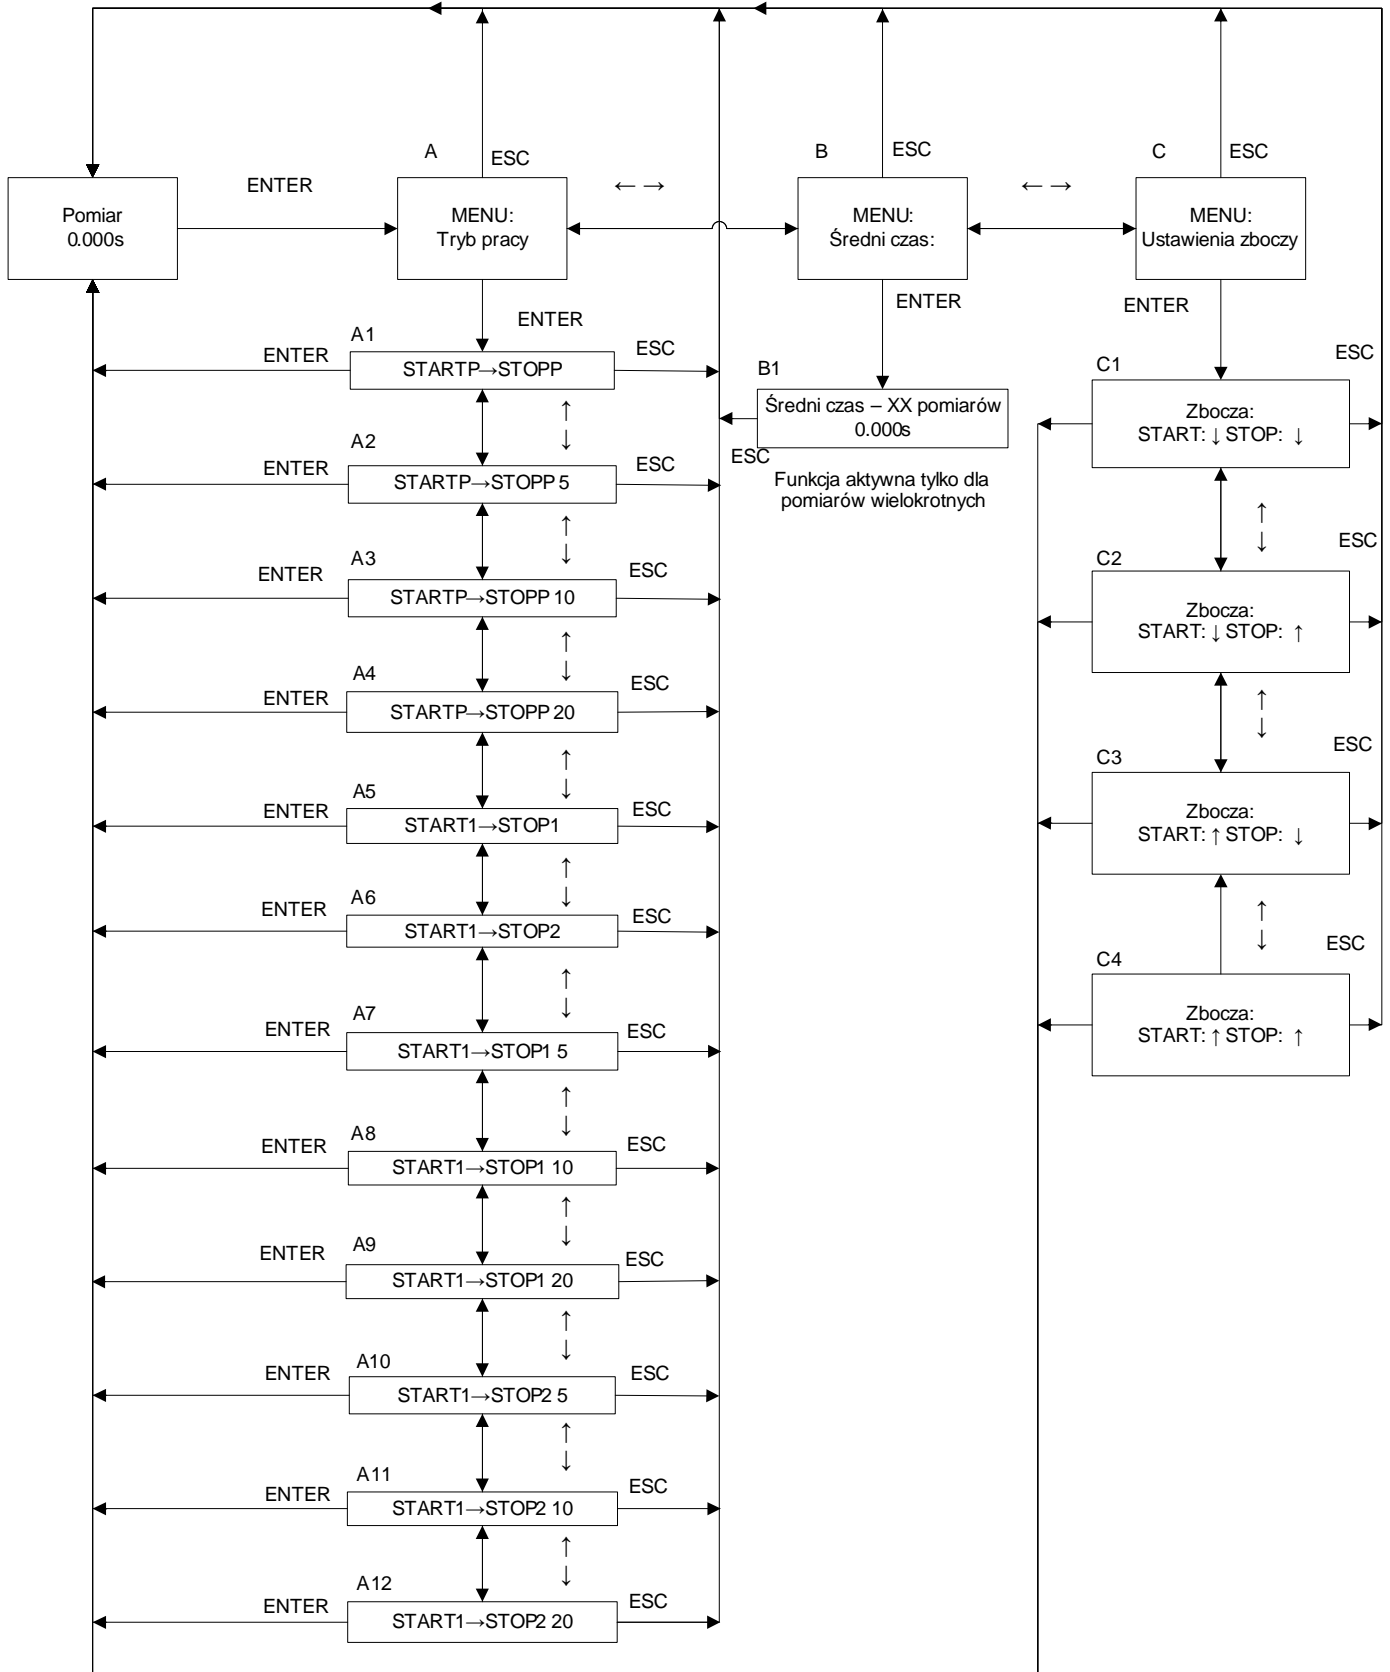 A
ESC
B
ESC
C
ESC
ENTER
← →
← →
Pomiar
0.000s
MENU:
Tryb pracy
MENU:
Średni czas:
MENU:
Ustawienia zboczy
ENTER
ENTER
ENTER
A1
ENTER
STARTP→STOPP
ESC
↑
↓
A2
ENTER
STARTP→STOPP 5
ESC
↑
↓
A3
ENTER
STARTP→STOPP 10
ESC
↑
↓
A4
ENTER
STARTP→STOPP 20
ESC
↑
↓
A5
ENTER
START1→STOP1
ESC
↑
↓
A6
ENTER
START1→STOP2
ESC
↑
↓
A7
ENTER
START1→STOP1 5
ESC
↑
↓
A8
ENTER
START1→STOP1 10
ESC
↑
↓
A9
ENTER
START1→STOP1 20
ESC
↑
↓
A10
ENTER
START1→STOP2 5
ESC
↑
↓
A11
ENTER
START1→STOP2 10
ESC
↑
↓
A12
ENTER
START1→STOP2 20
ESC
B1
Średni czas – XX pomiarów
0.000s
ESC
Funkcja aktywna tylko dla
pomiarów wielokrotnych
C1
ESC
Zbocza:
START: ↓ STOP: ↓
↑
↓
C2
ESC
Zbocza:
START: ↓ STOP: ↑
↑
↓
C3
ESC
Zbocza:
START: ↑ STOP: ↓
↑
↓
C4
ESC
Zbocza:
START: ↑ STOP: ↑